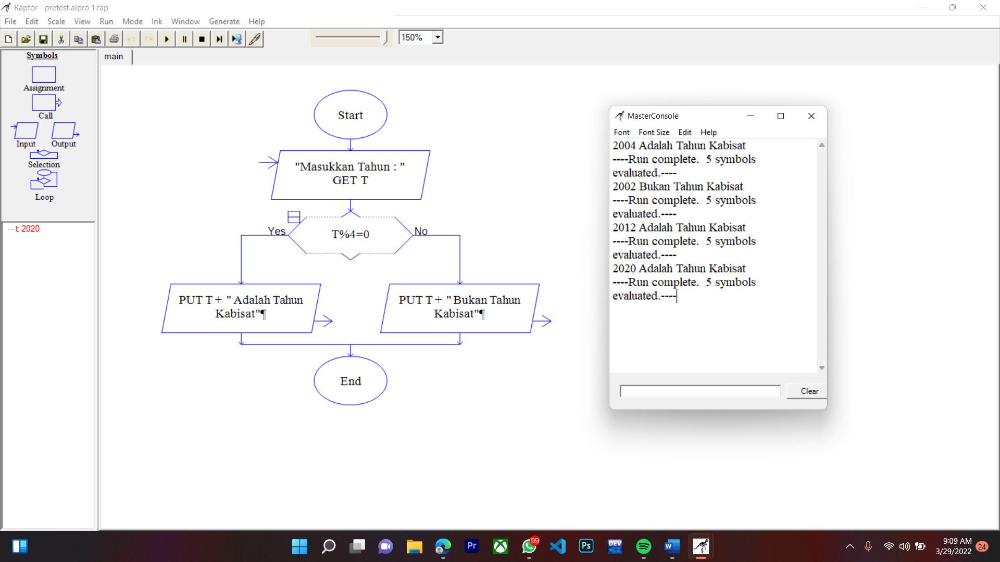 Raptor - pretest alpro 1.rap
File Edit Scale View Run Mode Ink Window Generate Help
150%
Symbols
Assignment
Call
Input Output
Selection
Loop
t: 2020
main
Start
"Masukkan Tahun : "
GET T
Yes
T%4=0
No
PUT T + " Adalah Tahun
Kabisat"¶
PUT T + " Bukan Tahun
Kabisat"¶
End
MasterConsole
Font Font Size Edit Help
2004 Adalah Tahun Kabisat
----Run complete.  5 symbols
evaluated.----
2002 Bukan Tahun Kabisat
----Run complete.  5 symbols
evaluated.----
2012 Adalah Tahun Kabisat
----Run complete.  5 symbols
evaluated.----
2020 Adalah Tahun Kabisat
----Run complete.  5 symbols
evaluated.----
Clear
Pr
99
Ps
DEV
C++
W
9:09 AM
3/29/2022
24